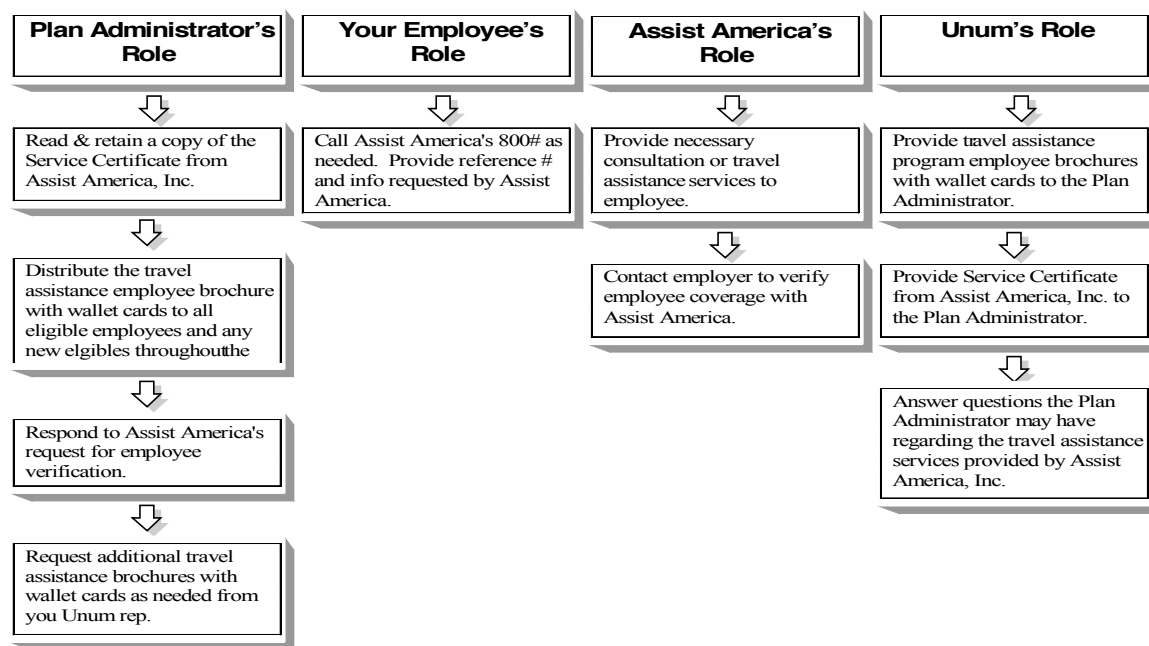 Plan Administrator's
Role
Read & retain a copy of the
Service Certificate from
Assist America, Inc.
Distribute the travel
assistance employee brochure
with wallet cards to all
eligible employees and any
new elgibles throughoutthe
Respond to Assist America's
request for employee
verification.
Request additional travel
assistance brochures with
wallet cards as needed from
you Unum rep.
Your Employee's
Role
Call Assist America's 800# as
needed. Provide reference #
and info requested by Assist
America.
Assist America's
Role
Provide necessary
consultation or travel
assistance services to
employee.
Contact employer to verify
employee coverage with
Assist America.
Unum's Role
Provide travel assistance
program employee brochures
with wallet cards to the Plan
Administrator.
Provide Service Certificate
from Assist America, Inc. to
the Plan Administrator.
Answer questions the Plan
Administrator may have
regarding the travel assistance
services provided by Assist
America, Inc.